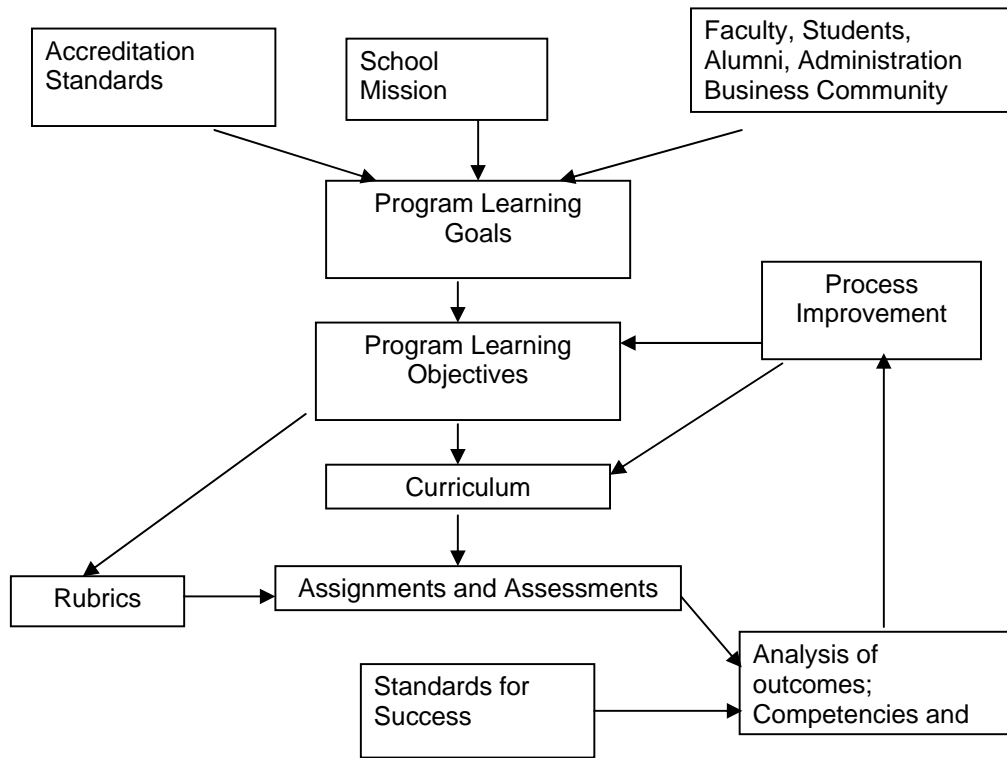 Accreditation
Standards
School
Mission
Faculty, Students,
Alumni, Administration
Business Community
Program Learning
Goals
Process
Improvement
Program Learning
Objectives
Curriculum
Rubrics
Assignments and Assessments
Standards for
Success
Analysis of
outcomes;
Competencies and